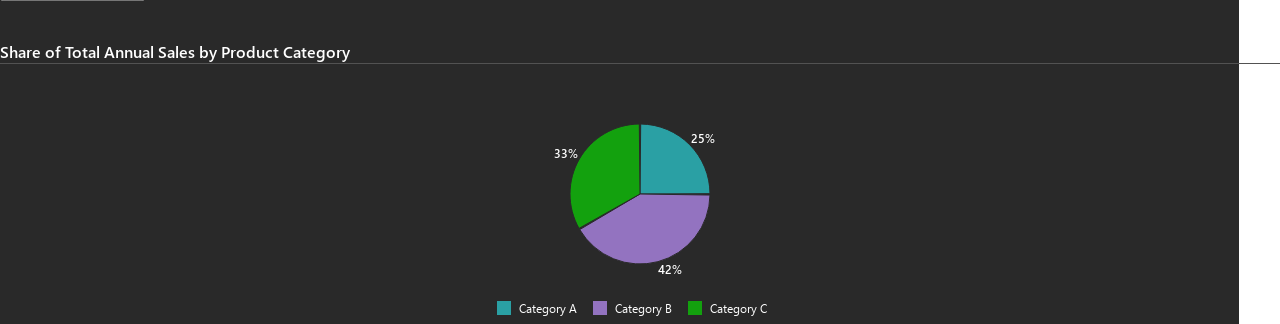 Share of Total Annual Sales by Product Category
25%
33%
42%
Category A Category B Category C